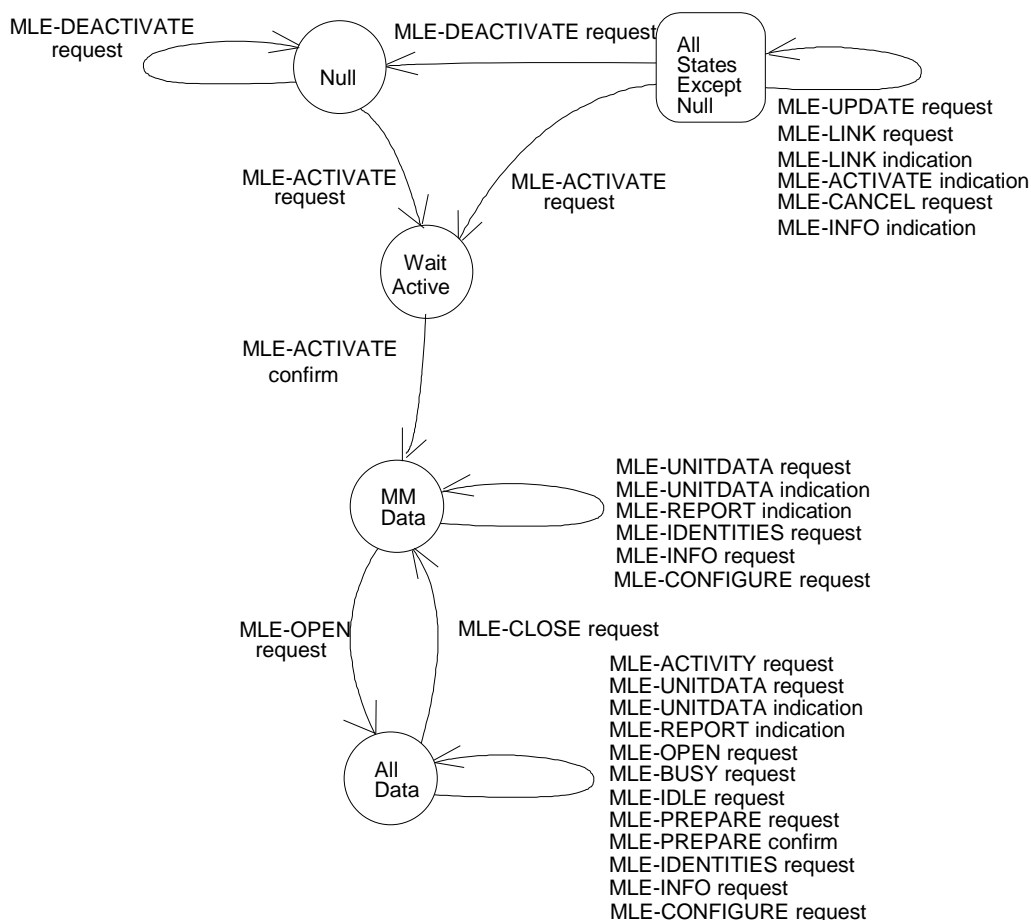 MLE-DEACTIVATE
request
Null
MLE-DEACTIVATE request
All
States
Except
Null
MLE-UPDATE request
MLE-LINK request
MLE-LINK indication
MLE-ACTIVATE indication
MLE-CANCEL request
MLE-INFO indication
MLE-ACTIVATE
request
MLE-ACTIVATE
request
Wait
Active
MLE-ACTIVATE
confirm
MM
Data
MLE-UNITDATA request
MLE-UNITDATA indication
MLE-REPORT indication
MLE-IDENTITIES request
MLE-INFO request
MLE-CONFIGURE request
MLE-OPEN
request
MLE-CLOSE request
All
Data
MLE-ACTIVITY request
MLE-UNITDATA request
MLE-UNITDATA indication
MLE-REPORT indication
MLE-OPEN request
MLE-BUSY request
MLE-IDLE request
MLE-PREPARE request
MLE-PREPARE confirm
MLE-IDENTITIES request
MLE-INFO request
MLE-CONFIGURE request